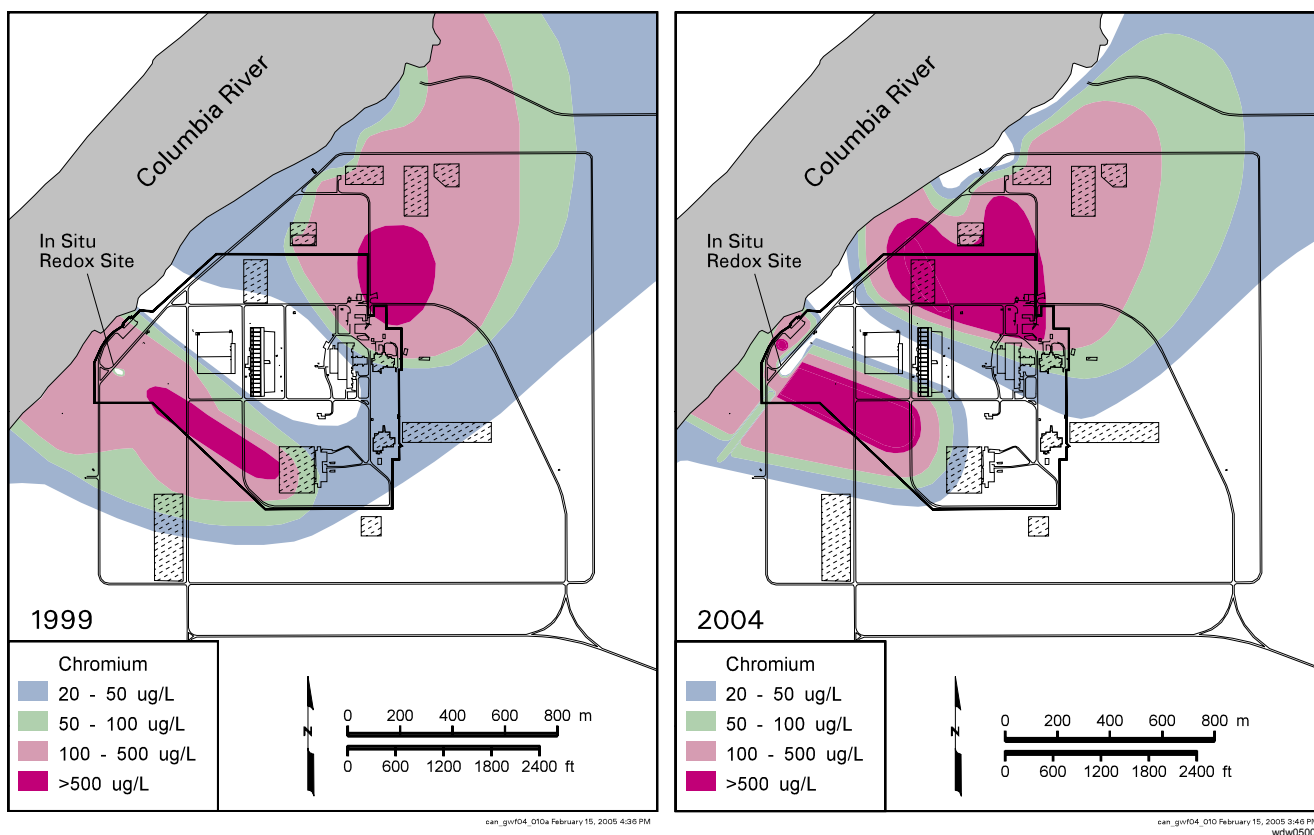 Columbia River
In Situ
Redox Site
1999
Chromium
20 - 50 ug/L
50 - 100 ug/L
100 - 500 ug/L
>500 ug/L
N
0 200 400 600 800 m
0 600 1200 1800 2400 ft
can_gwf04_010a February 15, 2005 4:36 PM
Columbia River
In Situ
Redox Site
2004
Chromium
20 - 50 ug/L
50 - 100 ug/L
100 - 500 ug/L
>500 ug/L
N
0 200 400 600 800 m
0 600 1200 1800 2400 ft
can_gwf04_010 February 15, 2005 3:46 PM
wdw0500